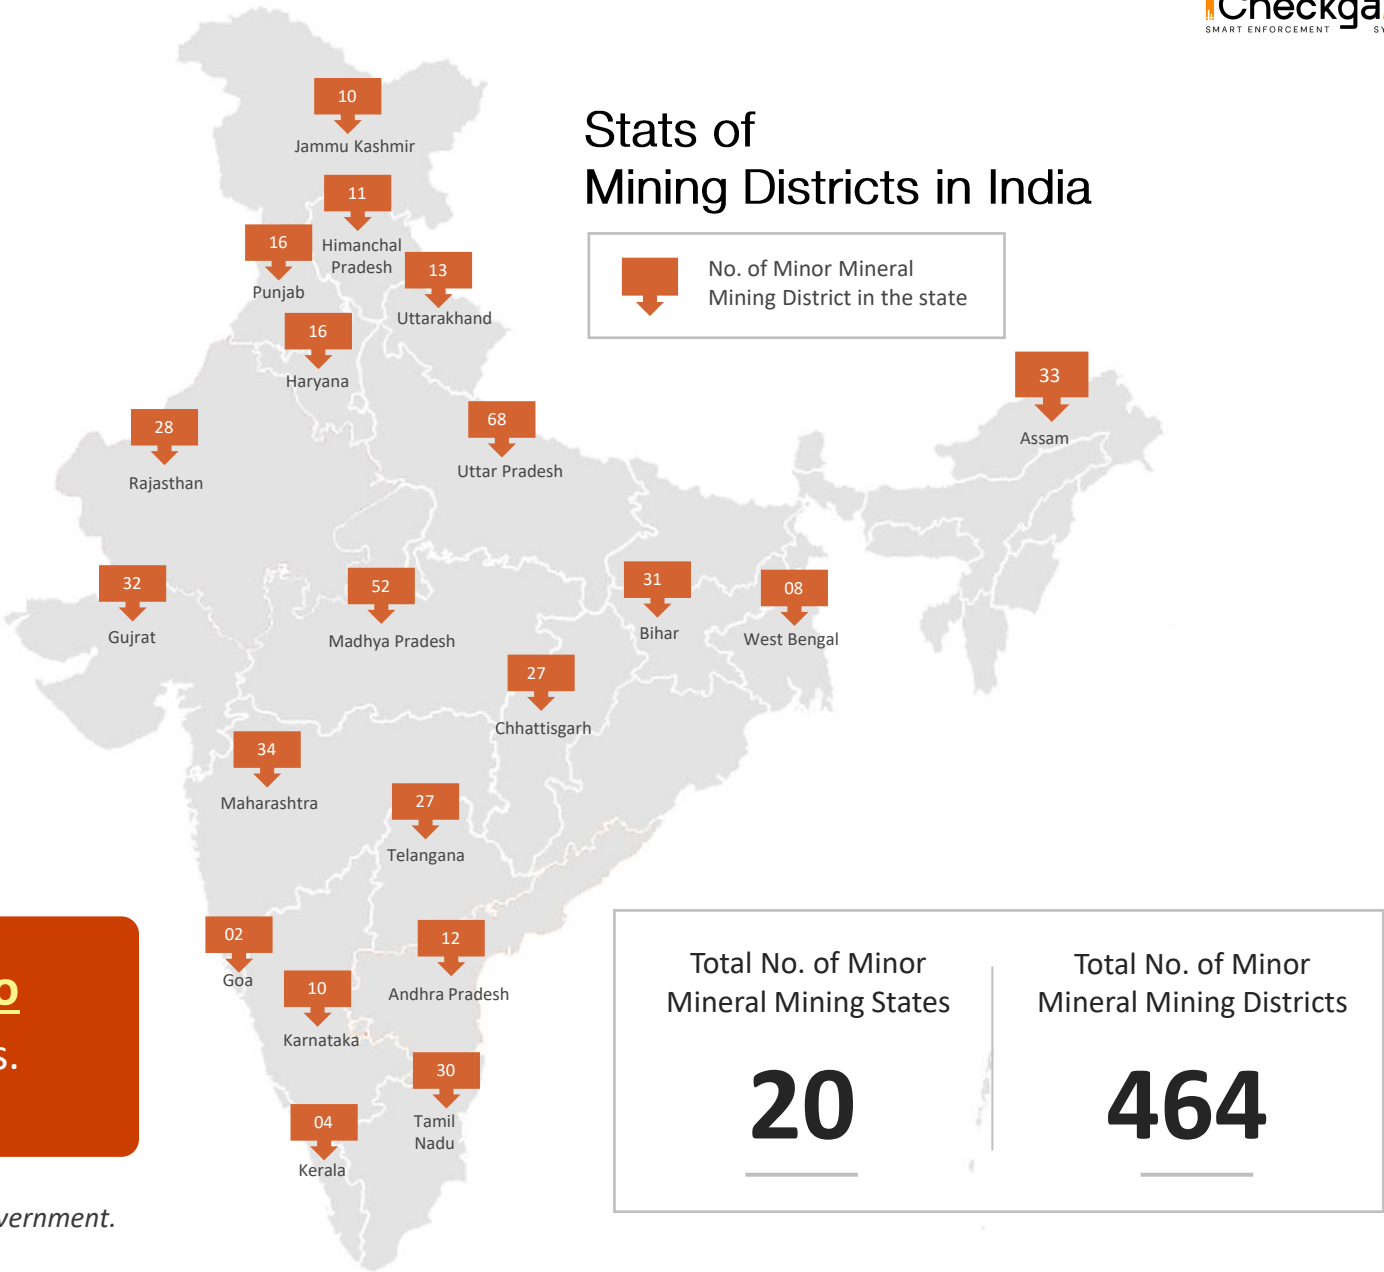 Checkga
SMART ENFORCEMENT SY
Stats of
Mining Districts in India
No. of Minor Mineral
Mining District in the state
10
Jammu Kashmir
11
Himanchal
Pradesh
16
Punjab
13
Uttarakhand
16
Haryana
33
Assam
28
Rajasthan
68
Uttar Pradesh
32
Gujrat
52
Madhya Pradesh
31
Bihar
08
West Bengal
27
Chhattisgarh
34
Maharashtra
27
Telangana
02
Goa
12
Andhra Pradesh
10
Karnataka
30
Tamil
Nadu
04
Kerala
s.
vernment.
Total No. of Minor
Mineral Mining States
20
Total No. of Minor
Mineral Mining Districts
464